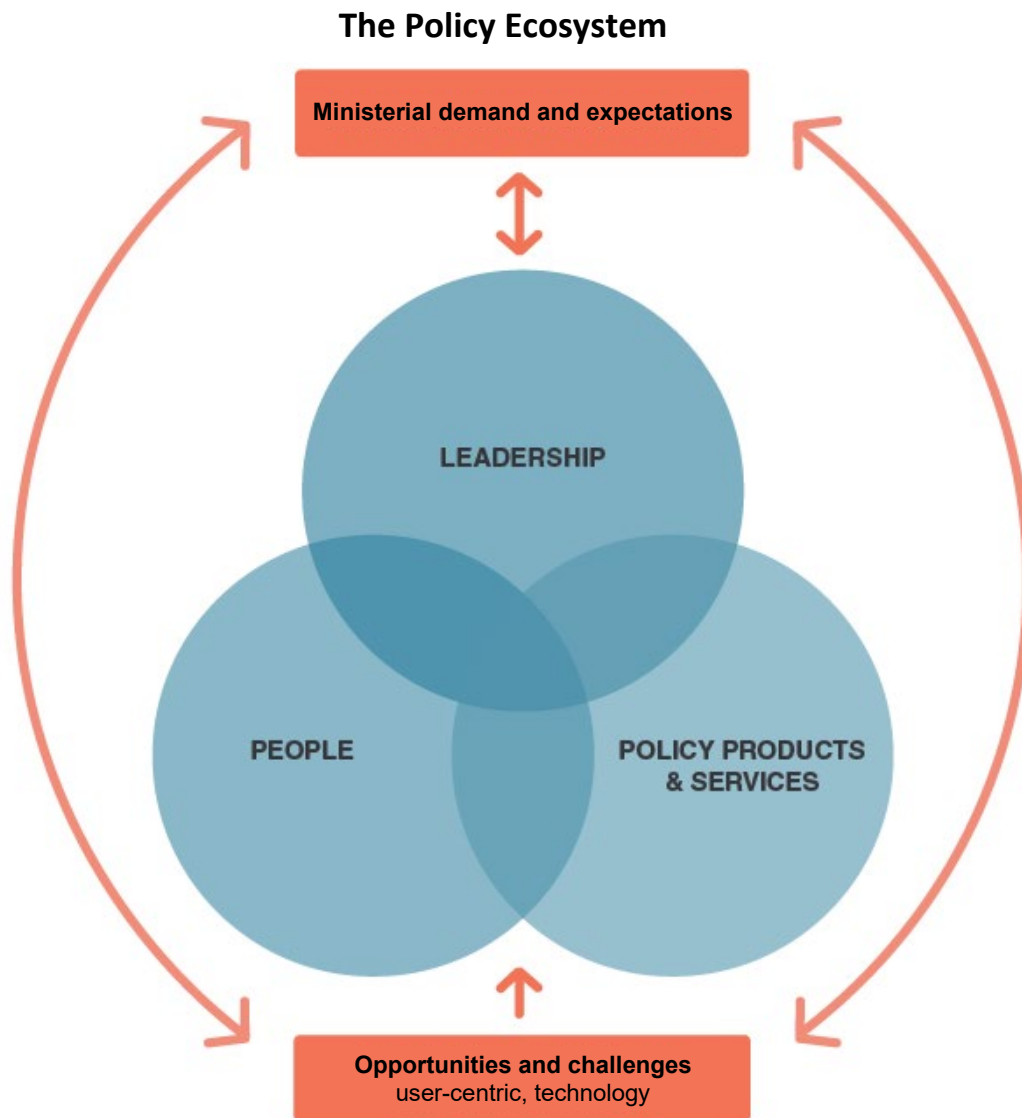 The Policy Ecosystem
Ministerial demand and expectations
LEADERSHIP
PEOPLE
POLICY PRODUCTS
& SERVICES
Opportunities and challenges
user-centric, technology